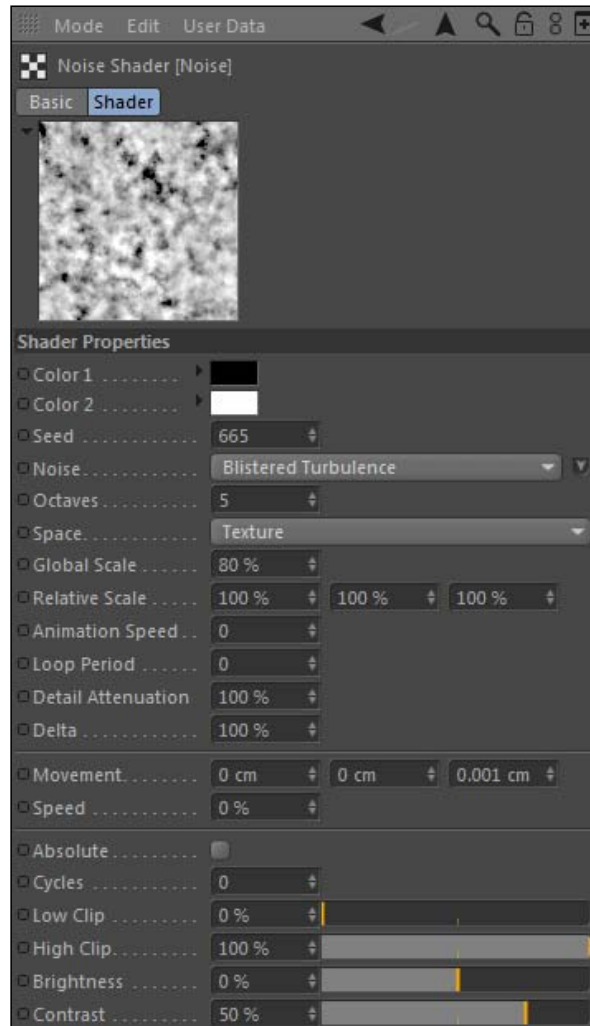 Mode Edit User Data
Noise Shader [Noise]
Basic Shader
Shader Properties
Color 1 . . . . . . . .
Color 2 . . . . . . . .
Seed . . . . . . . . . . . . 665
Noise. . . . . . . . . . . . Blistered Turbulence
Octaves . . . . . . . . . 5
Space. . . . . . . . . . . . Texture
Global Scale . . . . . . 80 %
Relative Scale . . . . . 100 % 100 % 100 %
Animation Speed . . 0
Loop Period . . . . . . 0
Detail Attenuation 100 %
Delta . . . . . . . . . . . 100 %
Movement. . . . . . . . 0 cm 0 cm 0.001 cm
Speed . . . . . . . . . . . 0 %
Absolute . . . . . . . . .
Cycles . . . . . . . . . . 0
Low Clip . . . . . . . . . 0 %
High Clip. . . . . . . . . 100 %
Brightness . . . . . . . 0 %
Contrast . . . . . . . . . 50 %